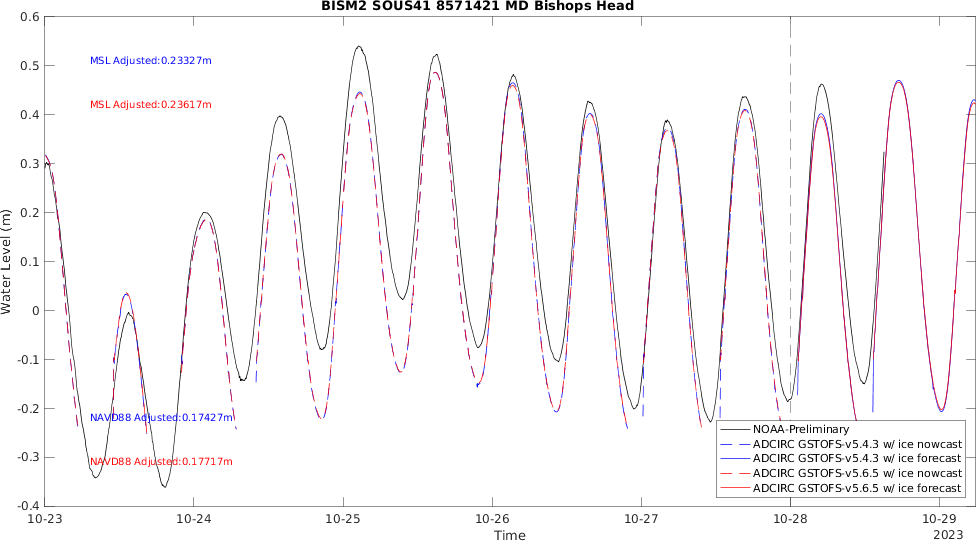 BISM2 SOUS41 8571421 MD Bishops Head
0.6
0.5
0.4
0.3
0.2
0.1
0
-0.1
-0.2
-0.3
-0.4
Water Level (m)
MSL Adjusted:0.23327m
MSL Adjusted:0.23617m
NAVD88 Adjusted:0.17427m
NAVD88 Adjusted:0.17717m
NOAA-Preliminary
ADCIRC GSTOFS-v5.4.3 w/ ice nowcast
ADCIRC GSTOFS-v5.4.3 w/ ice forecast
ADCIRC GSTOFS-v5.6.5 w/ ice nowcast
ADCIRC GSTOFS-v5.6.5 w/ ice forecast
10-23 10-24 10-25 10-26 10-27 10-28 10-29
Time
2023